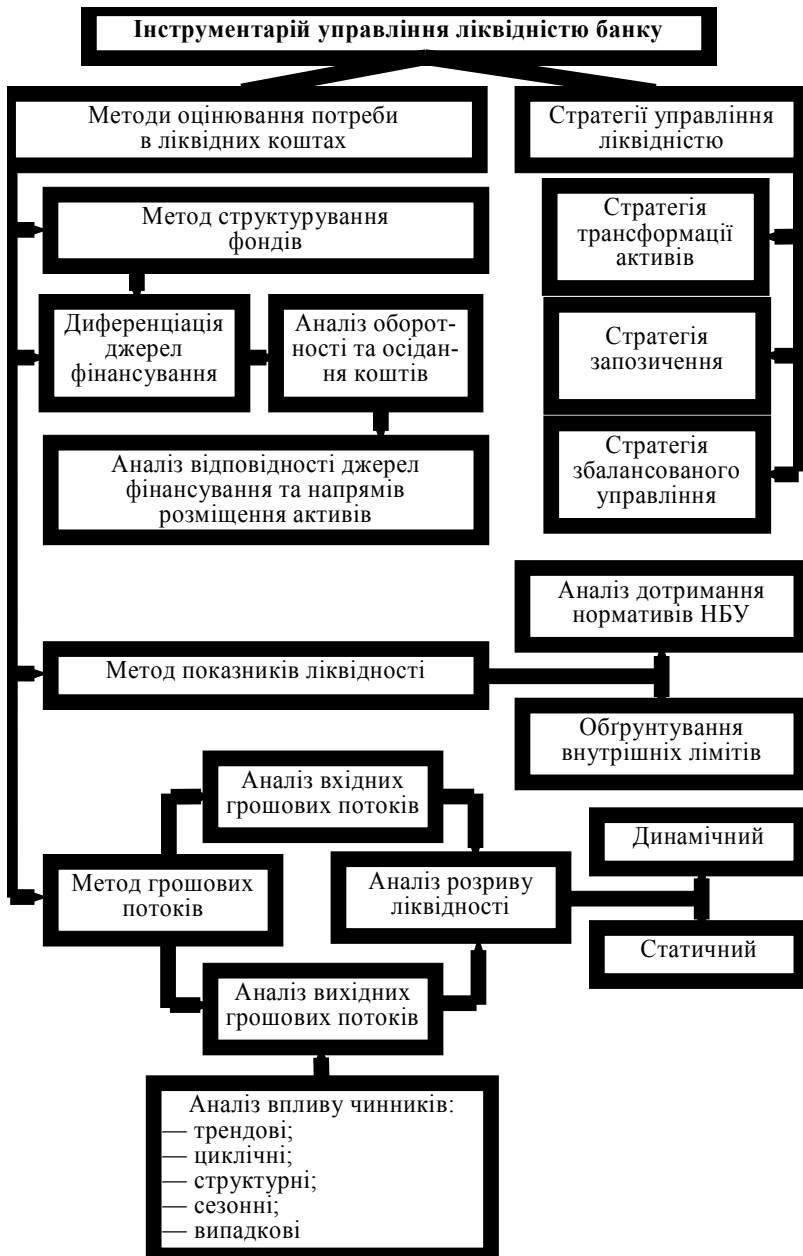 Інструментарій управління ліквідністю банку
Методи оцінювання потреби
в ліквідних коштах
Стратегії управління
ліквідністю
Метод структурування
фондів
Стратегія
трансформації
активів
Диференціація
джерел
фінансування
Аналіз оборот-
ності та осідан-
ня коштів
Стратегія
запозичення
Аналіз відповідності джерел
фінансування та напрямів
розміщення активів
Стратегія
збалансованого
управління
Аналіз дотримання
нормативів НБУ
Метод показників ліквідності
Обґрунтування
внутрішніх лімітів
Аналіз вхідних
грошових потоків
Динамічний
Метод грошових
потоків
Аналіз розриву
ліквідності
Статичний
Аналіз вихідних
грошових потоків
Аналіз впливу чинників:
— трендові;
— циклічні;
— структурні;
— сезонні;
— випадкові